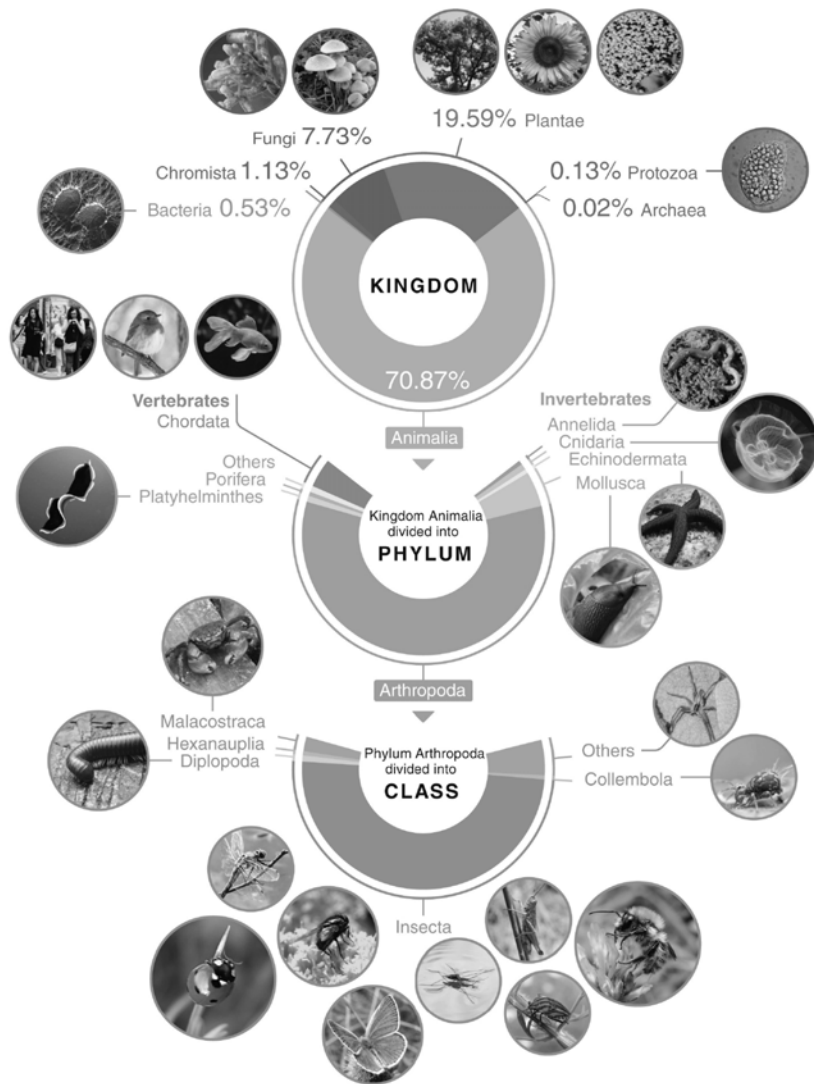 19.59% Plantae
Fungi 7.73%
Chromista 1.13%
0.13% Protozoa
Bacteria 0.53%
0.02% Archaea
KINGDOM
70.87%
Vertebrates
Chordata
Invertebrates
Annelida
Animalia
Cnidaria
Others
Echinodermata
Porifera
Platyhelminthes
Mollusca
Kingdom Animalia
divided into
PHYLUM
Arthropoda
Malacostraca
Hexanauplia
Diplopoda
Phylum Arthropoda
divided into
CLASS
Others
Collembola
Insecta